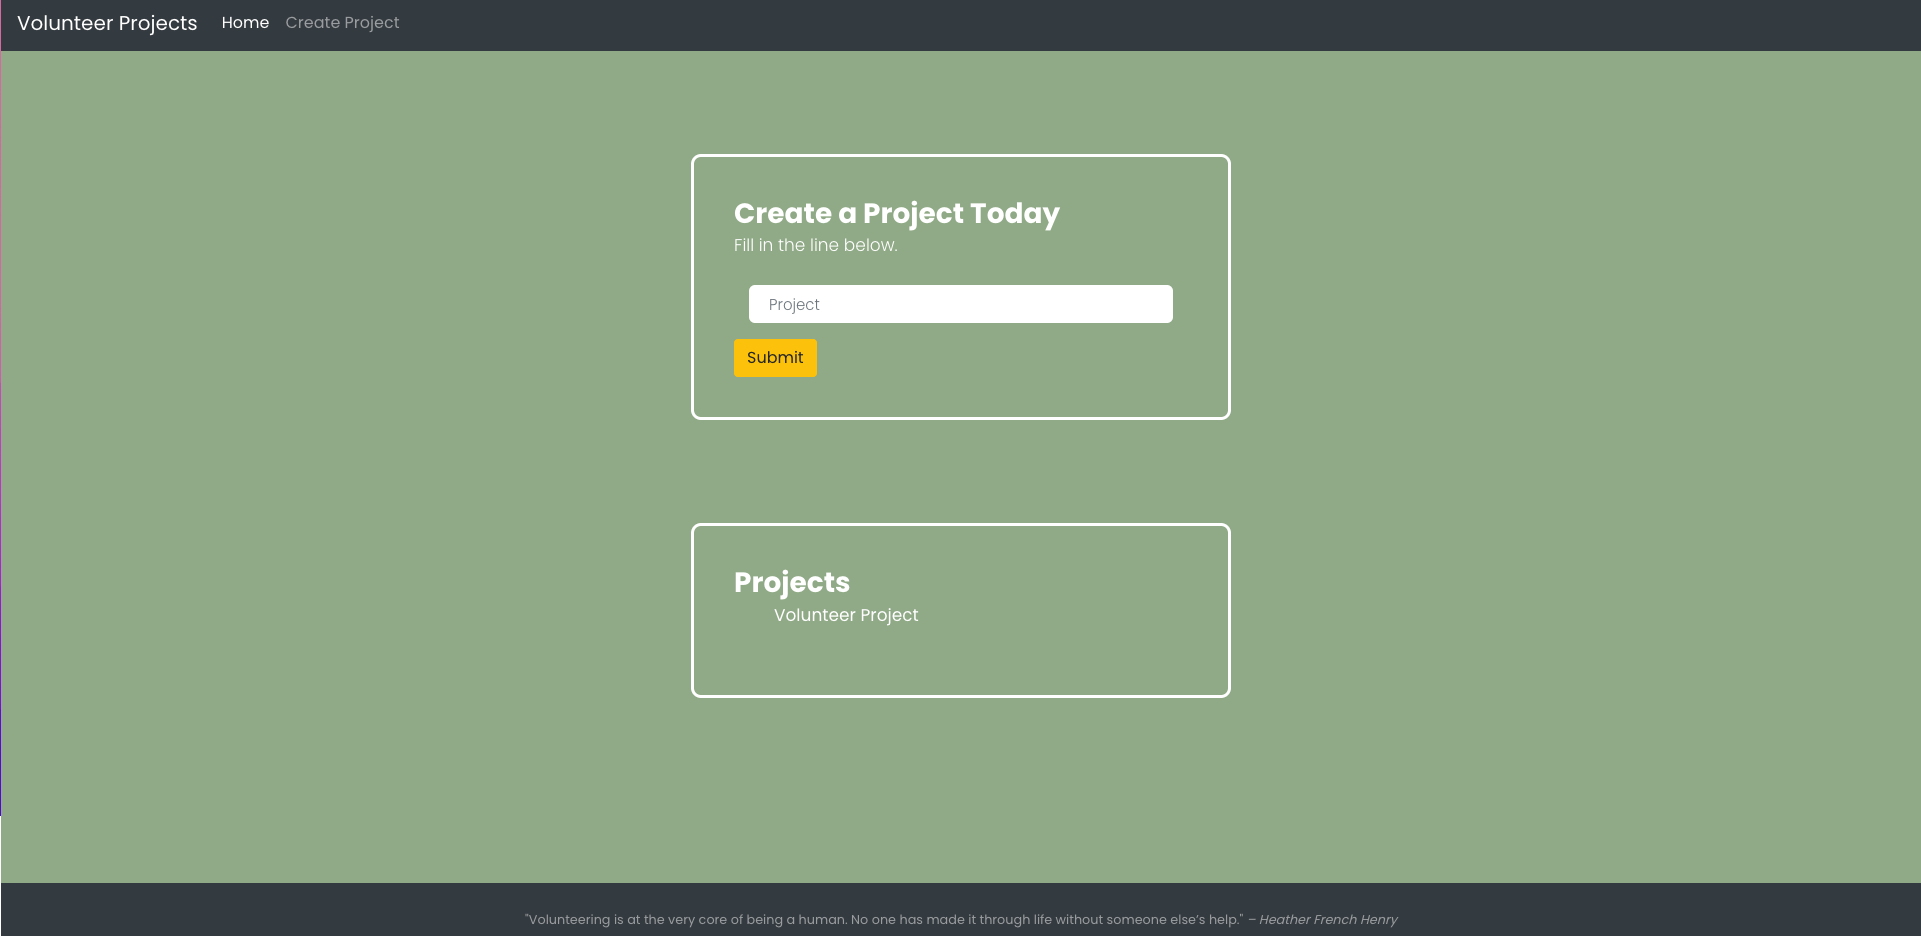 Volunteer Projects Home Create Project
Create a Project Today
Fill in the line below.
Project
Submit
Projects
Volunteer Project
"Volunteering is at the very core of being a human. No one has made it through life without someone else’s help." – Heather French Henry